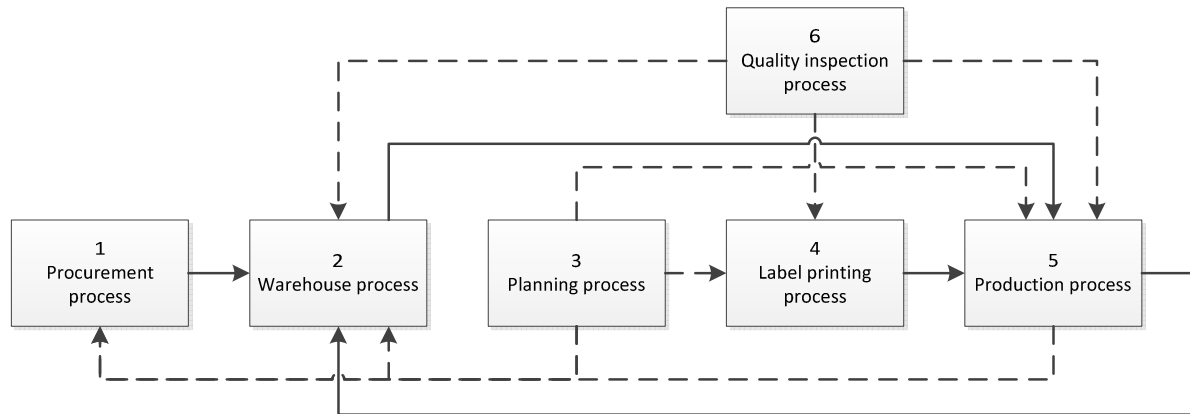 6
Quality inspection
process
1
Procurement
process
2
Warehouse process
3
Planning process
4
Label printing
process
5
Production process